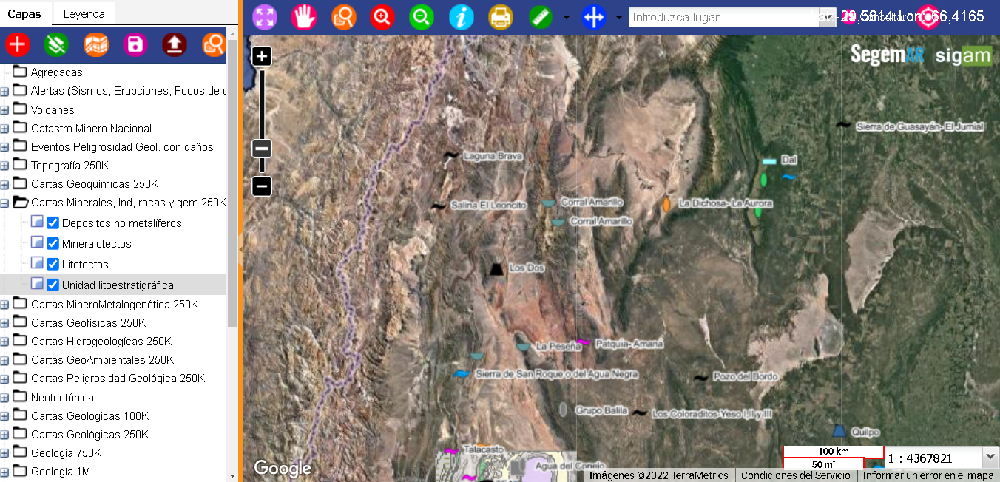 Capas
Leyenda
Agregadas
Alertas (Sismos, Erupciones, Focos de c
Volcanes
Catastro Minero Nacional
Eventos Peligrosidad Geol. con daños
Topografía 250K
Cartas Geoquímicas 250K
Cartas Minerales, Ind, rocas y gem 250K
Depositos no metalíferos
Mineralotectos
Litotectos
Unidad litoestratigráfica
Cartas MineroMetalogenética 250K
Cartas Geofísicas 250K
Cartas Hidrogeologícas 250K
Cartas GeoAmbientales 250K
Cartas Peligrosidad Geológica 250K
Neotectónica
Cartas Geológicas 100K
Cartas Geológicas 250K
Geología 750K
Geología 1M
Introduzca lugar ...
-29,5814 Lon: -66,4165
SegemAR sigam
Sierra de Guasayán- El Jumial
Laguna Brava
Dal
Salina El Leoncito
Corral Amarillo
La Dichosa- La Aurora
Corral Amarillo
Los Dos
La Peseña
Patquía- Amaná
Sierra de San Roque o del Agua Negra
Pozo del Bordo
Grupo Balila
Los Coloraditos-Yeso I,II y III
Quilpo
Talacasto
Agua del Conejo
Google
100 km
50 mi
1 : 4367821
Imágenes ©2022 TerraMetrics
Condiciones del Servicio
Informar un error en el mapa